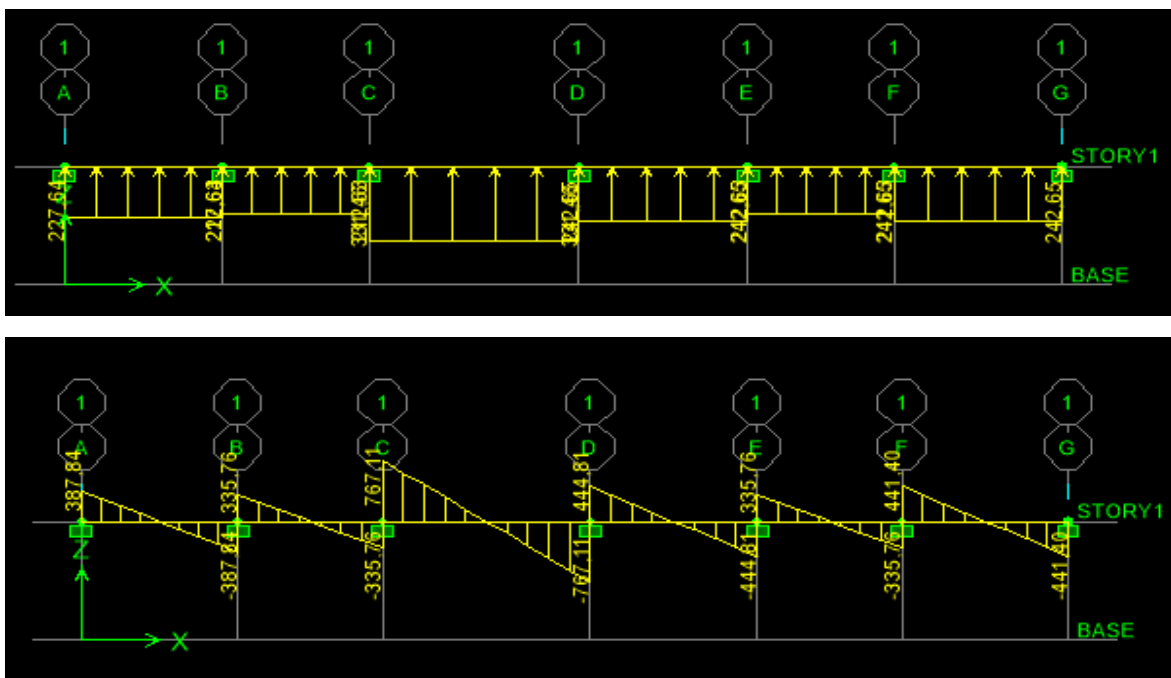 1 1 1 1 1 1 1
A B C D E F G
STORY1
227.64 242.65 242.65 242.65
X
BASE
1 1 1 1 1 1 1
A B C D E F G
387.84 335.76 767.11 444.81 335.76 441.40
STORY1
-387.84 -335.76 -767.11 -444.81 -335.76 -441.40
Z
X
BASE